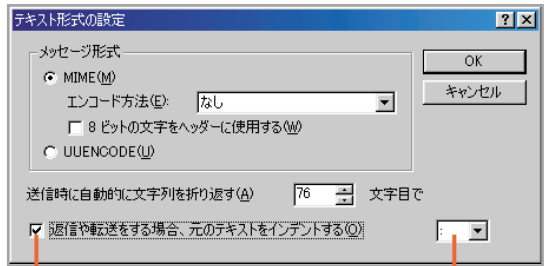 テキスト形式の設定
メッセージ形式
MIME(M)
エンコード方法(E): なし
8 ビットの文字をヘッダーに使用する(W)
UUENCODE(U)
OK
キャンセル
送信時に自動的に文字列を折り返す(A) 76 文字目で
返信や転送をする場合、元のテキストをインデントする(O) :